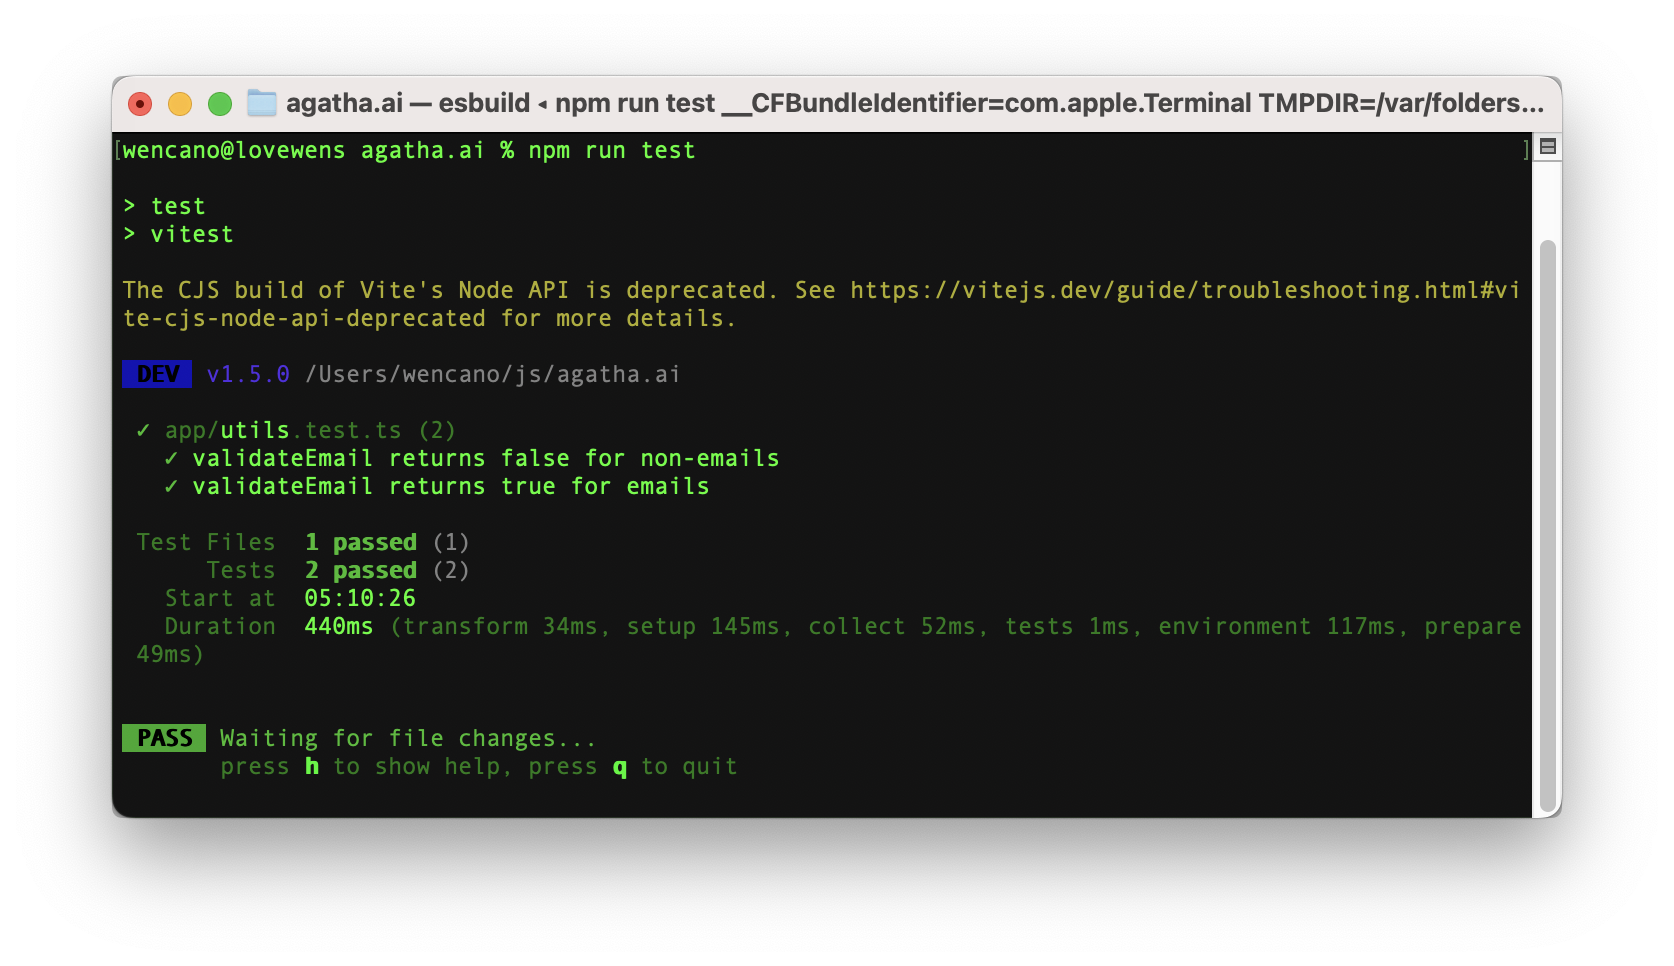 agatha.ai — esbuild ◂ npm run test __CFBundleIdentifier=com.apple.Terminal TMPDIR=/var/folders...
[wencano@lovewens agatha.ai % npm run test ]
> test
> vitest
The CJS build of Vite's Node API is deprecated. See https://vitejs.dev/guide/troubleshooting.html#vi
te-cjs-node-api-deprecated for more details.
DEV v1.5.0 /Users/wencano/js/agatha.ai
✓ app/utils.test.ts (2)
✓ validateEmail returns false for non-emails
✓ validateEmail returns true for emails
Test Files 1 passed (1)
Tests 2 passed (2)
Start at 05:10:26
Duration 440ms (transform 34ms, setup 145ms, collect 52ms, tests 1ms, environment 117ms, prepare
49ms)
PASS Waiting for file changes...
press h to show help, press q to quit